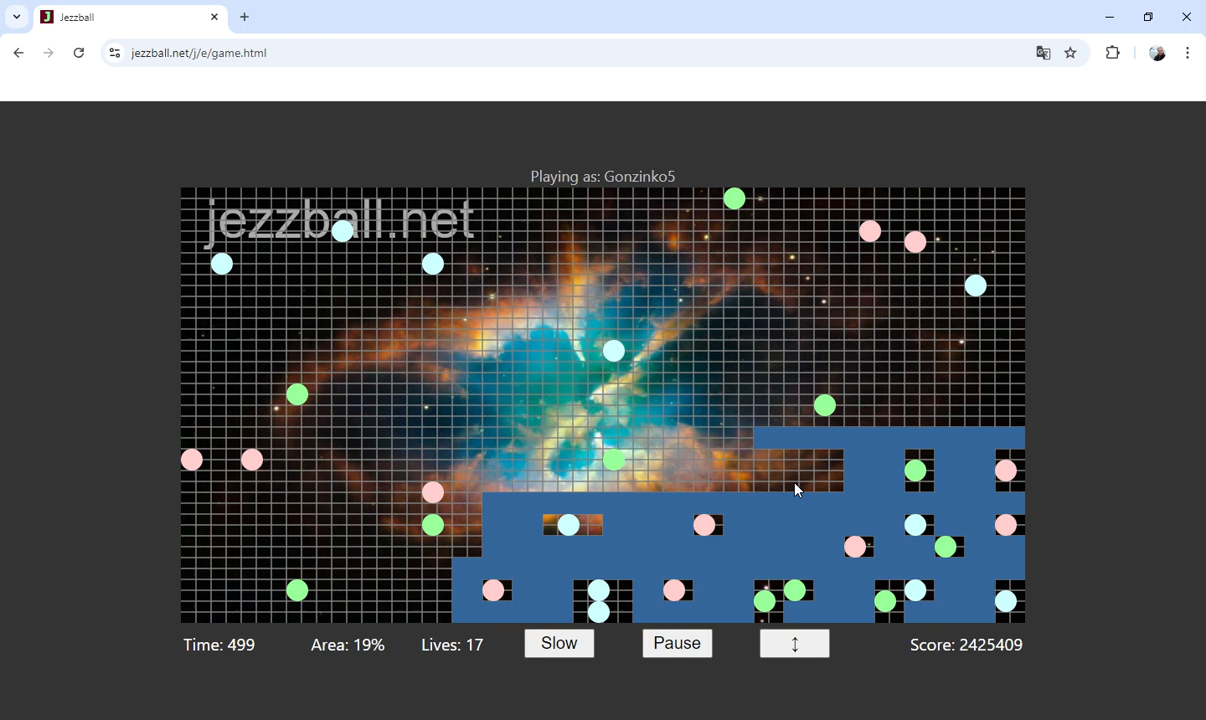 Jezzball
jezzball.net/j/e/game.html
Playing as: Gonzinko5
jezzball.net
Time: 499
Area: 19%
Lives: 17
Slow
Pause
↕
Score: 2425409